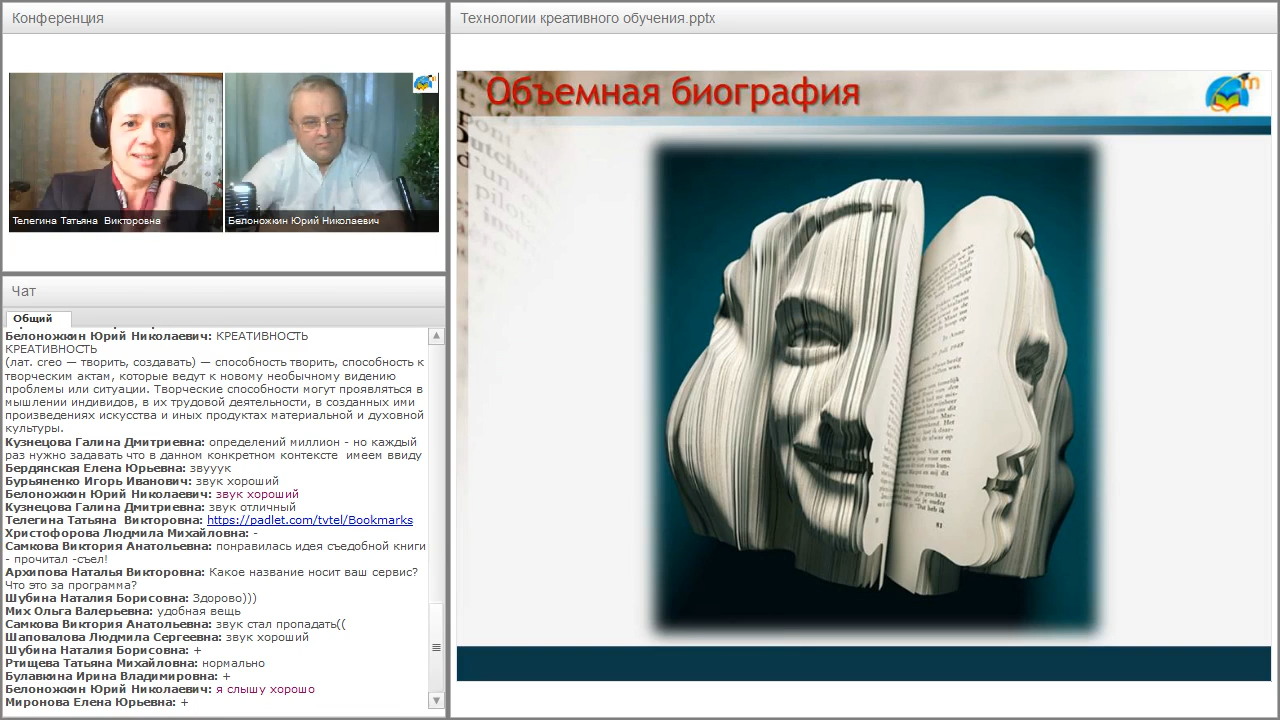 Конференция
Телегина Татьяна Викторовна
Белоножкин Юрий Николаевич
Чат
Общий
Белоножкин Юрий Николаевич: КРЕАТИВНОСТЬ
КРЕАТИВНОСТЬ
(лат. creo — творить, создавать) — способность творить, способность к
творческим актам, которые ведут к новому необычному видению
проблемы или ситуации. Творческие способности могут проявляться в
мышлении индивидов, в их трудовой деятельности, в созданных ими
произведениях искусства и иных продуктах материальной и духовной
культуры.
Кузнецова Галина Дмитриевна: определений миллион - но каждый
раз нужно задавать что в данном конкретном контексте имеем ввиду
Бердянская Елена Юрьевна: звууук
Бурьяненко Игорь Иванович: звук хороший
Белоножкин Юрий Николаевич: звук хороший
Кузнецова Галина Дмитриевна: звук отличный
Телегина Татьяна Викторовна: https://padlet.com/tvtel/Bookmarks
Христофорова Людмила Михайловна: -
Самкова Виктория Анатольевна: понравилась идея съедобной книги
- прочитал -съел!
Архипова Наталья Викторовна: Какое название носит ваш сервис?
Что это за программа?
Шубина Наталия Борисовна: Здорово)))
Мих Ольга Валерьевна: удобная вещь
Самкова Виктория Анатольевна: звук стал пропадать((
Шаповалова Людмила Сергеевна: звук хороший
Шубина Наталия Борисовна: +
Ртищева Татьяна Михайловна: нормально
Булавкина Ирина Владимировна: +
Белоножкин Юрий Николаевич: я слышу хорошо
Миронова Елена Юрьевна: +
Технологии креативного обучения.pptx
Объемная биография